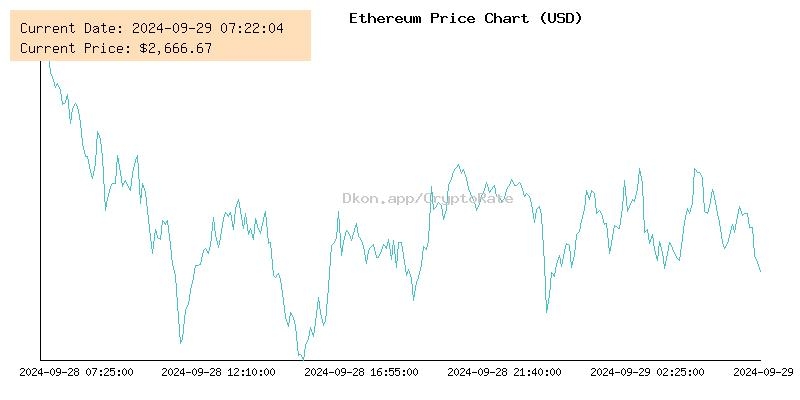 Ethereum Price Chart (USD)
Current Date: 2024-09-29 07:22:04
Current Price: $2,666.67
Dkon.app/CryptoRate
2024-09-28 07:25:00 2024-09-28 12:10:00 2024-09-28 16:55:00 2024-09-28 21:40:00 2024-09-29 02:25:00 2024-09-29